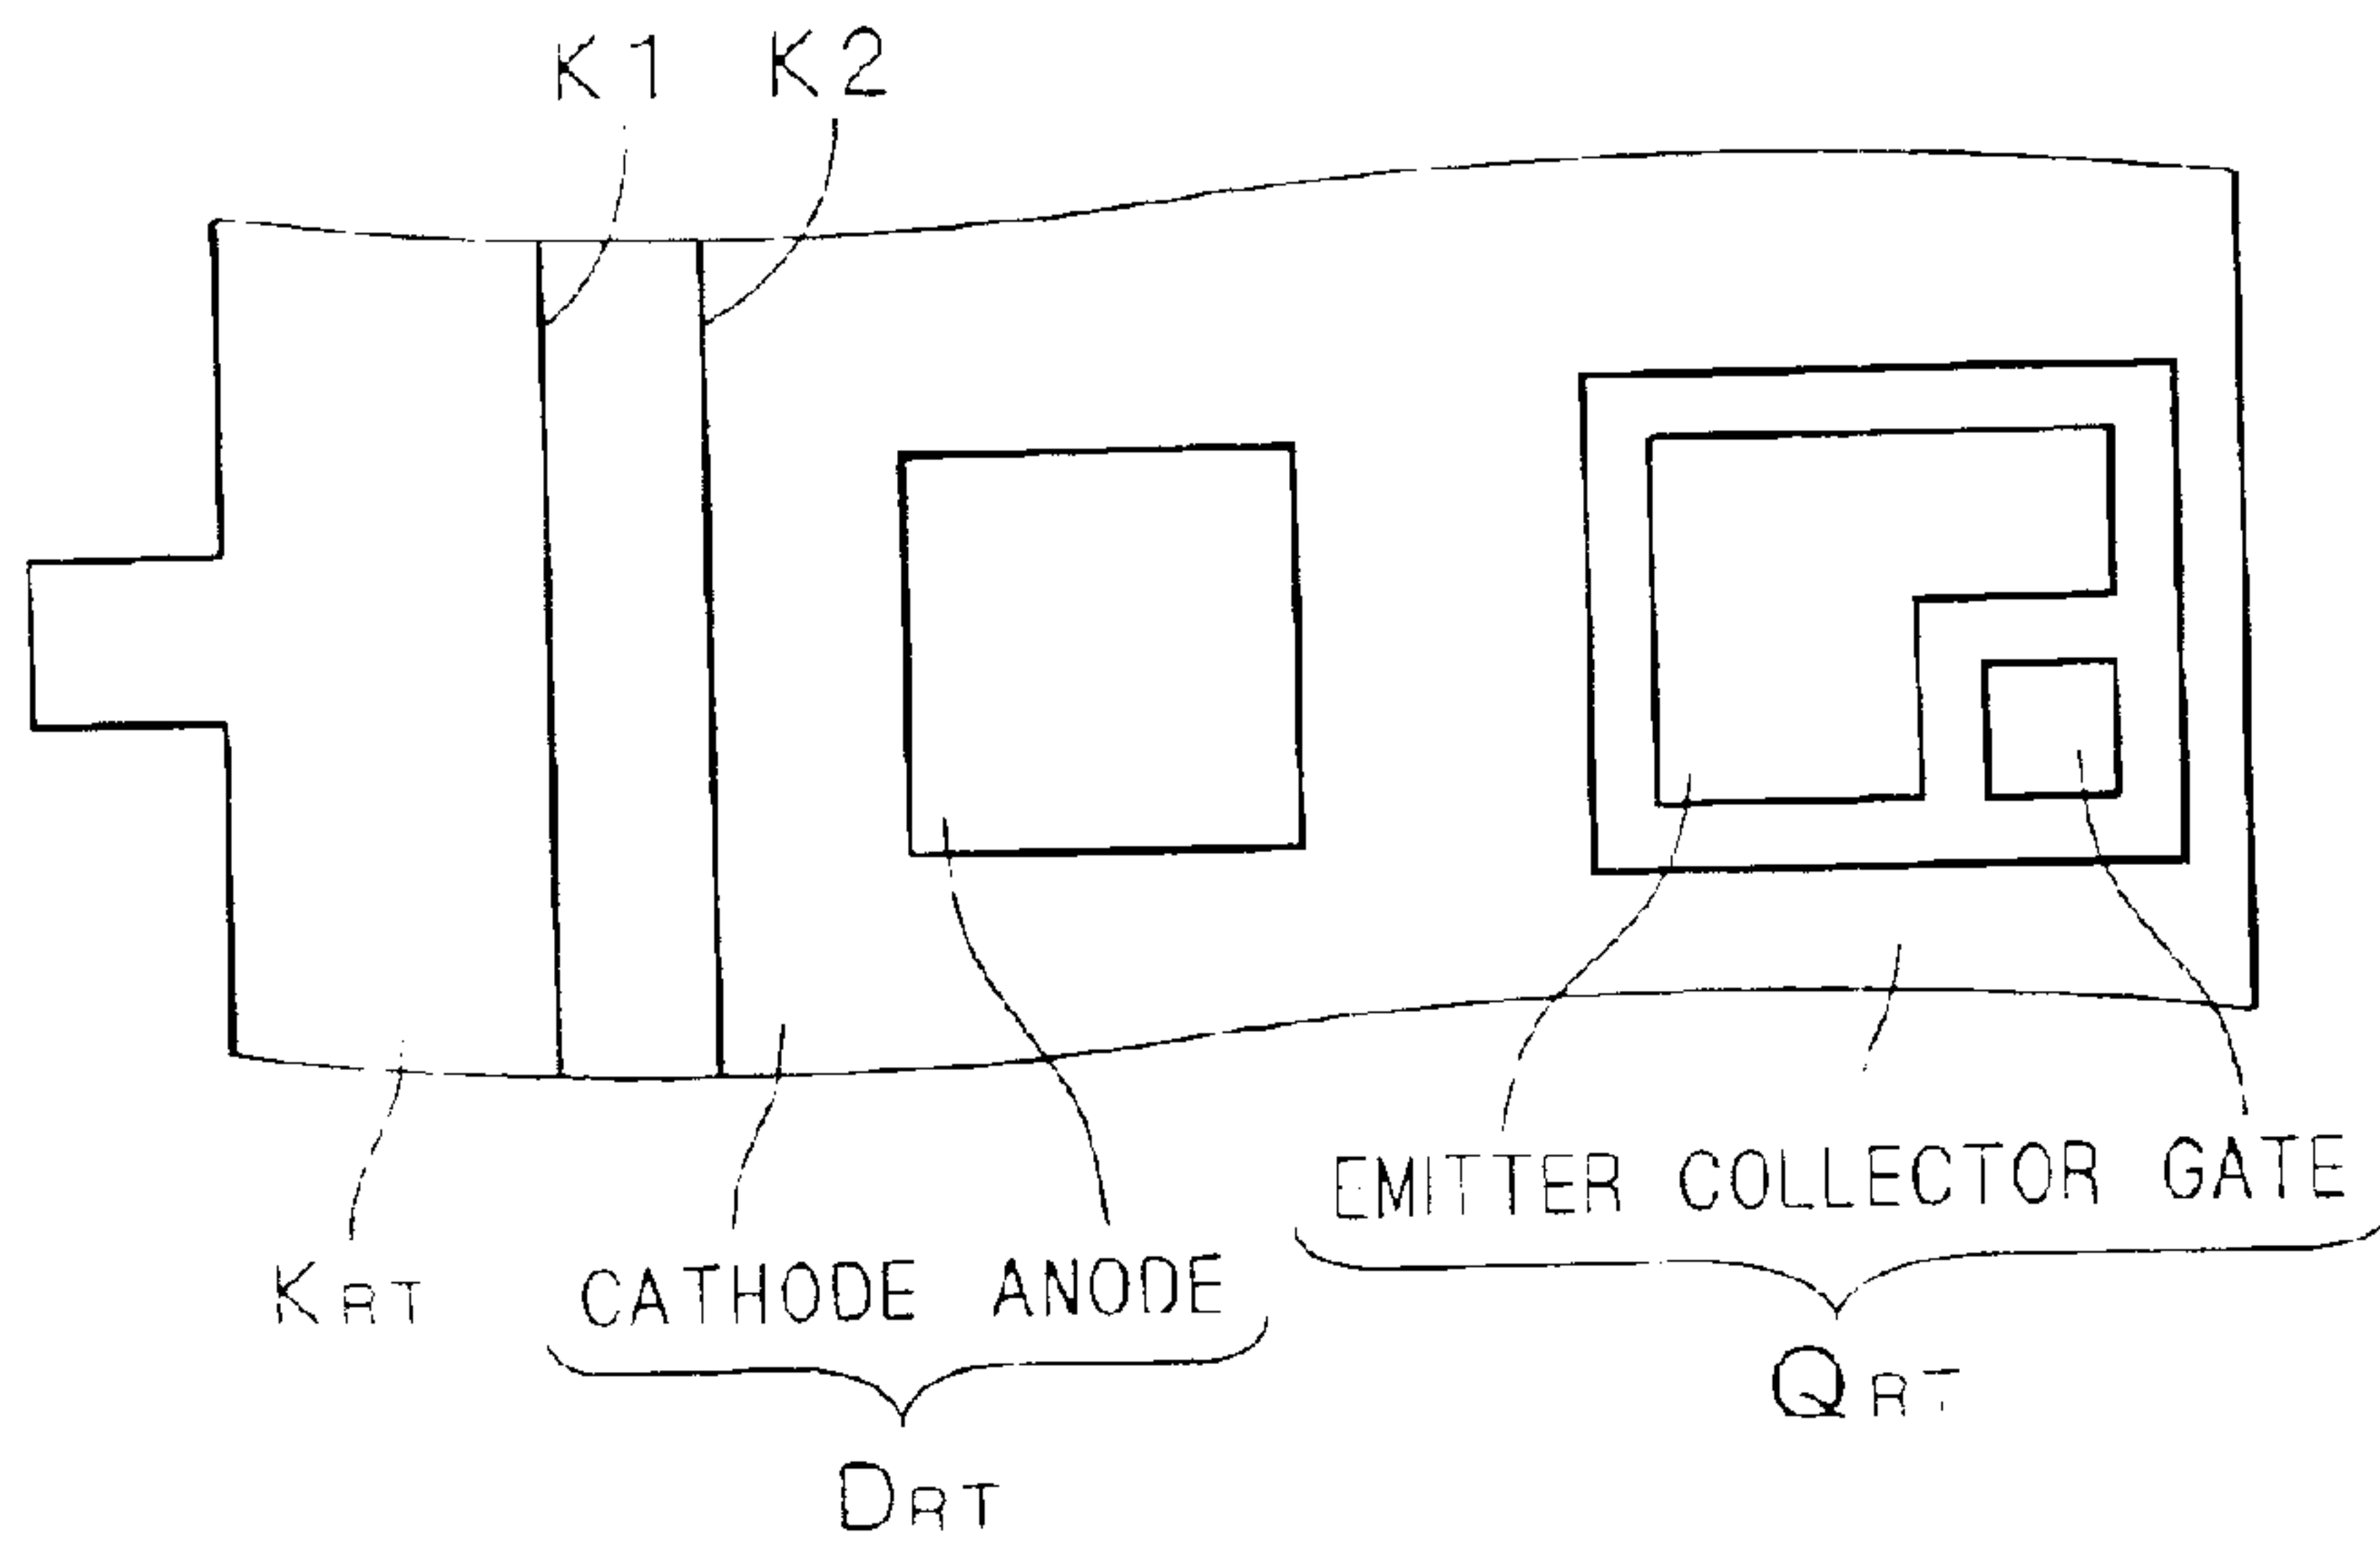 K1 K2
EMITTER COLLECTOR GATE
KRT CATHODE ANODE
QRT
DRT